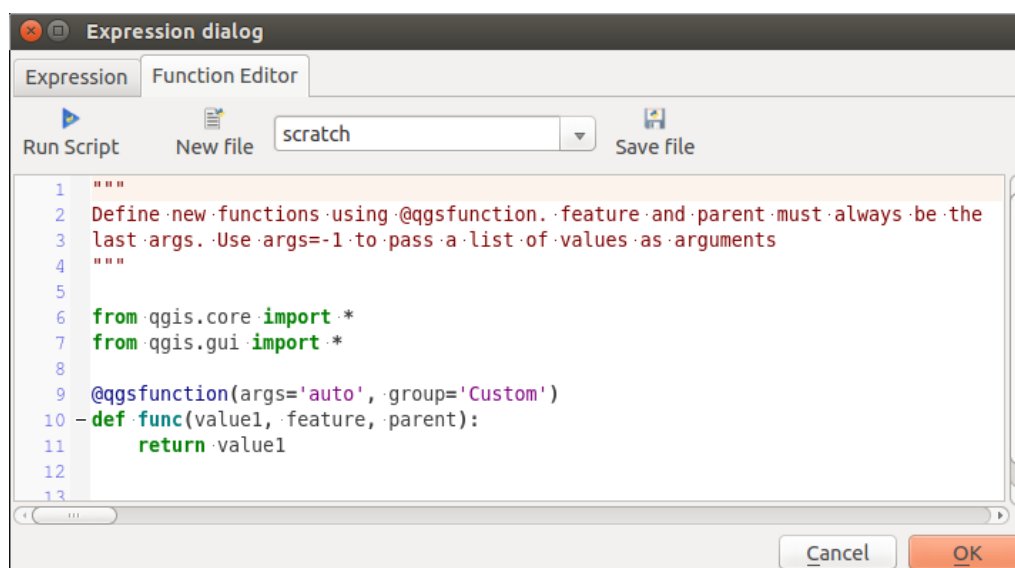 Expression dialog
Expression Function Editor
Run Script New file scratch Save file
1 """
2 Define new functions using @qgsfunction. feature and parent must always be the
3 last args. Use args=-1 to pass a list of values as arguments
4 """
5
6 from qgis.core import *
7 from qgis.gui import *
8
9 @qgsfunction(args='auto', group='Custom')
10 def func(value1, feature, parent):
11 return value1
12
13
Cancel OK